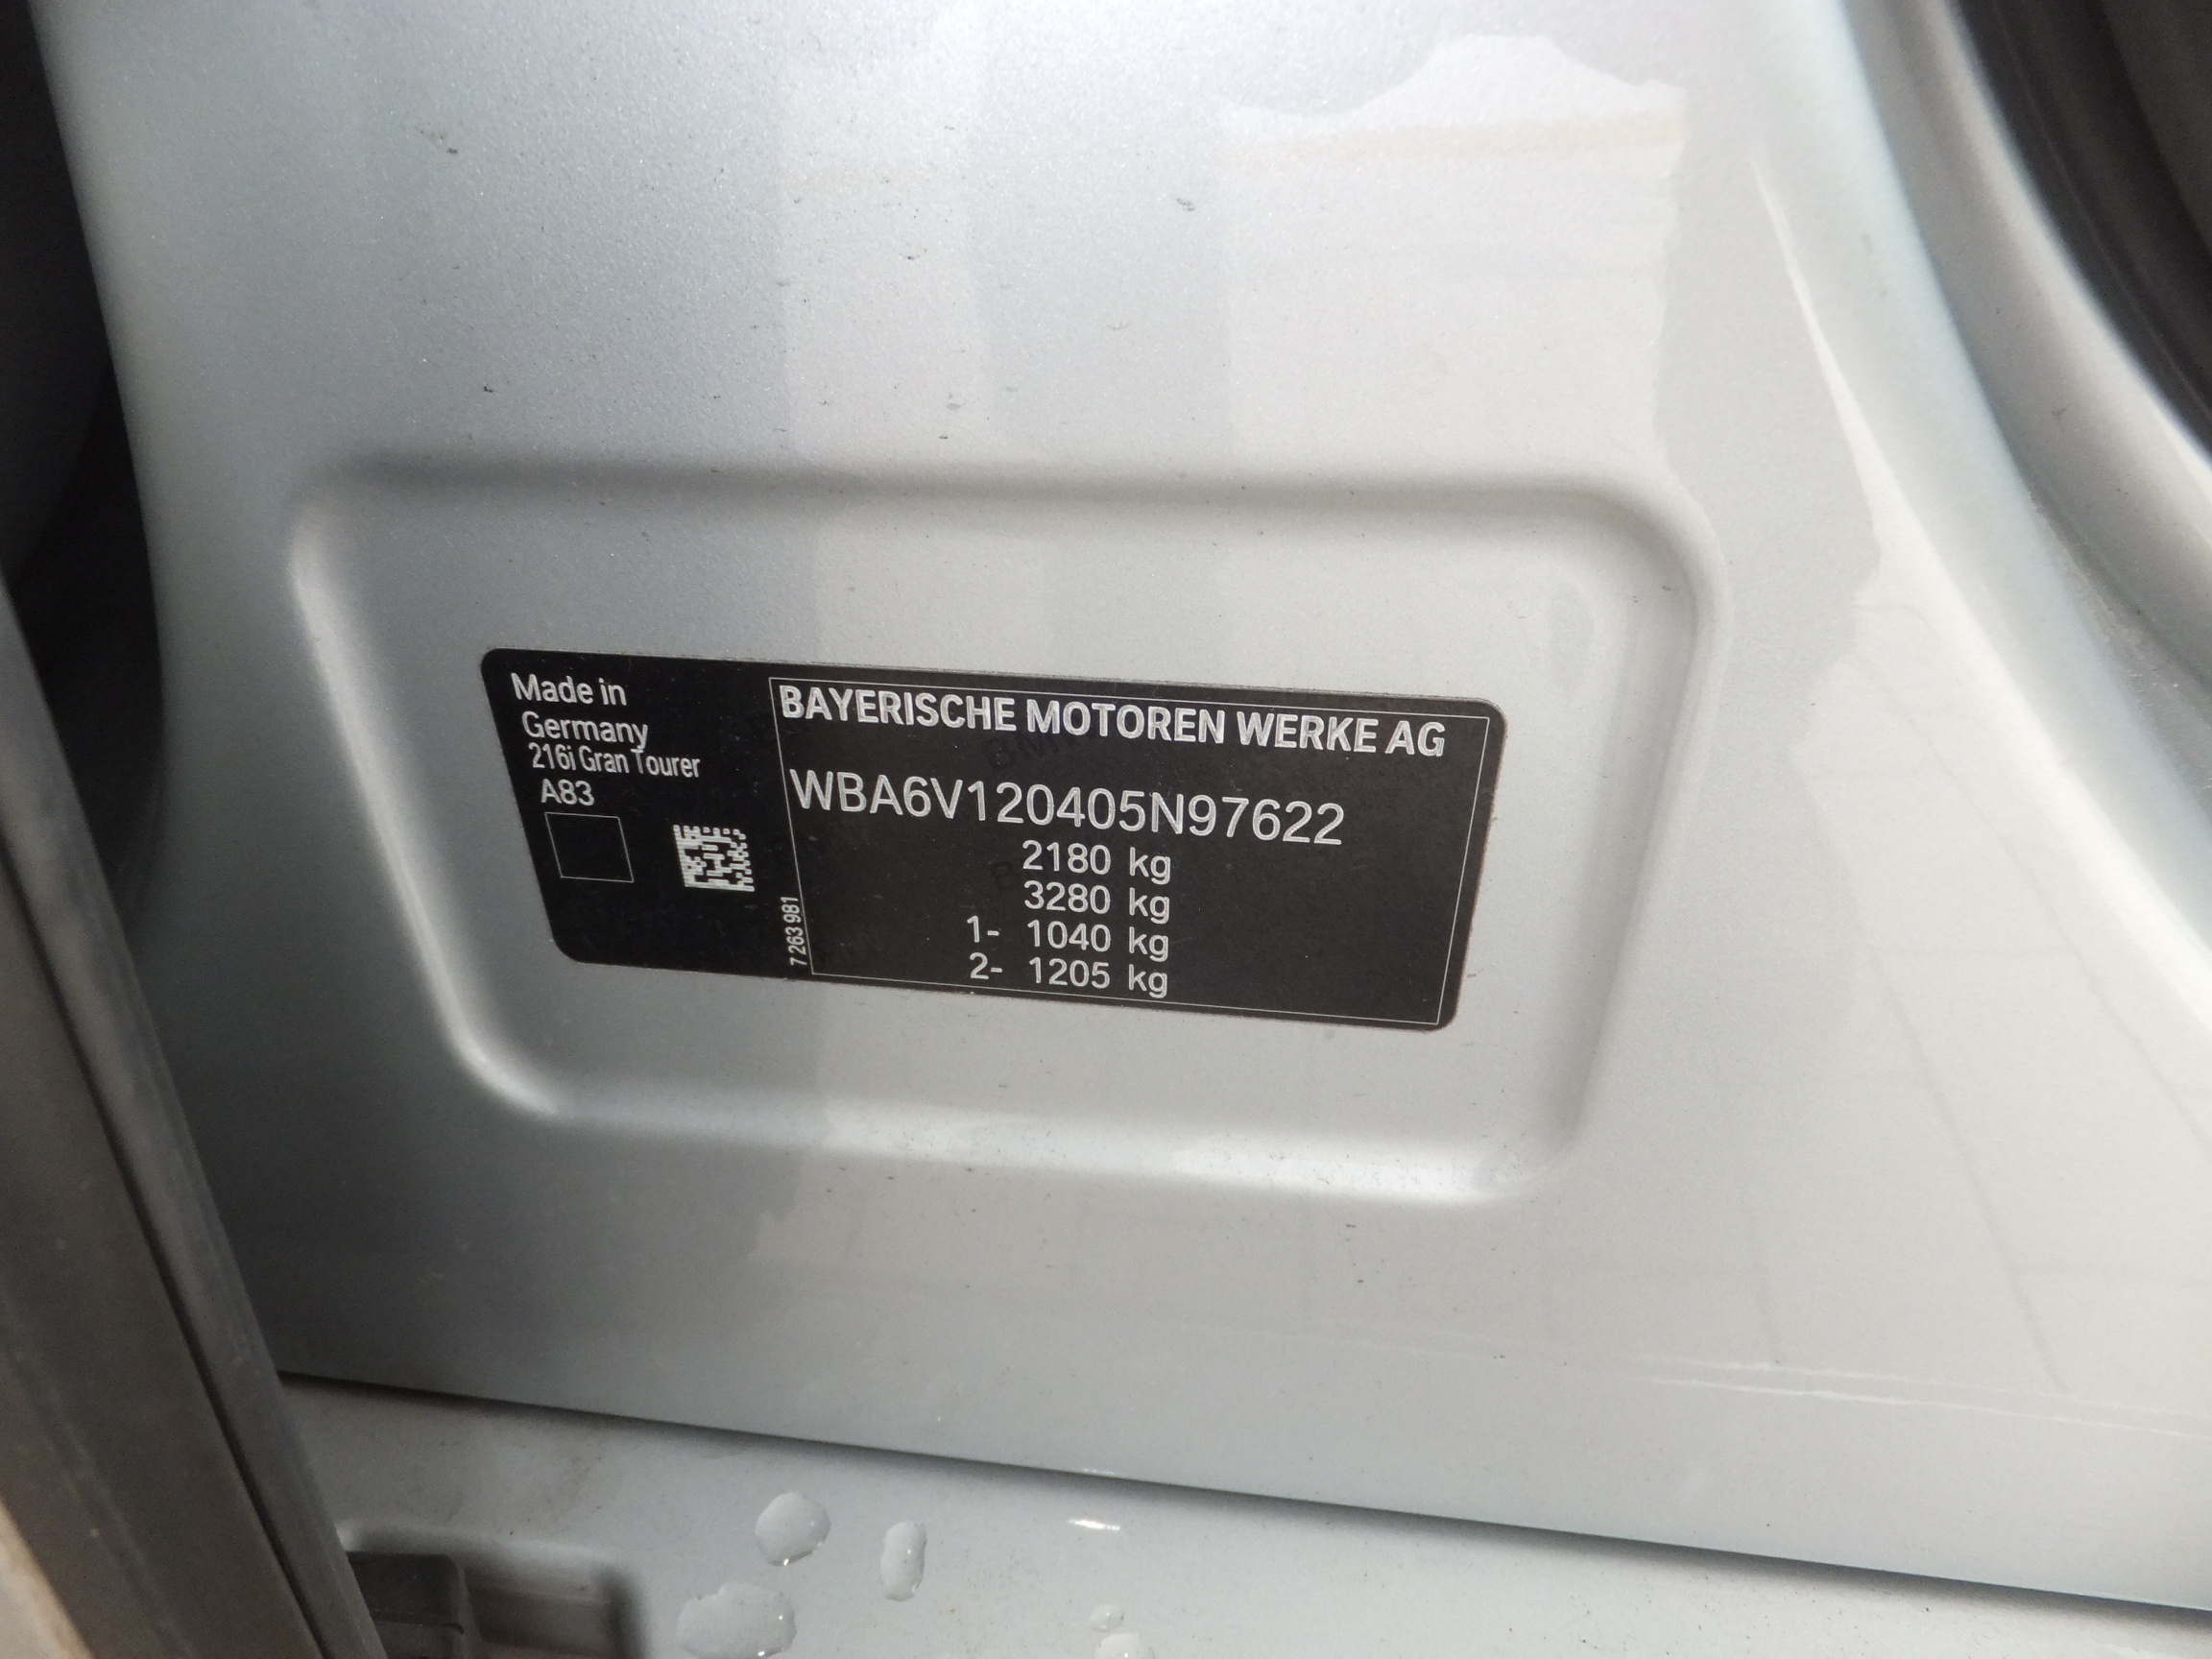 Made in
Germany
216i Gran Tourer
A83
7 263 981
BAYERISCHE MOTOREN WERKE AG
WBA6V120405N97622
2180 kg
3280 kg
1- 1040 kg
2- 1205 kg